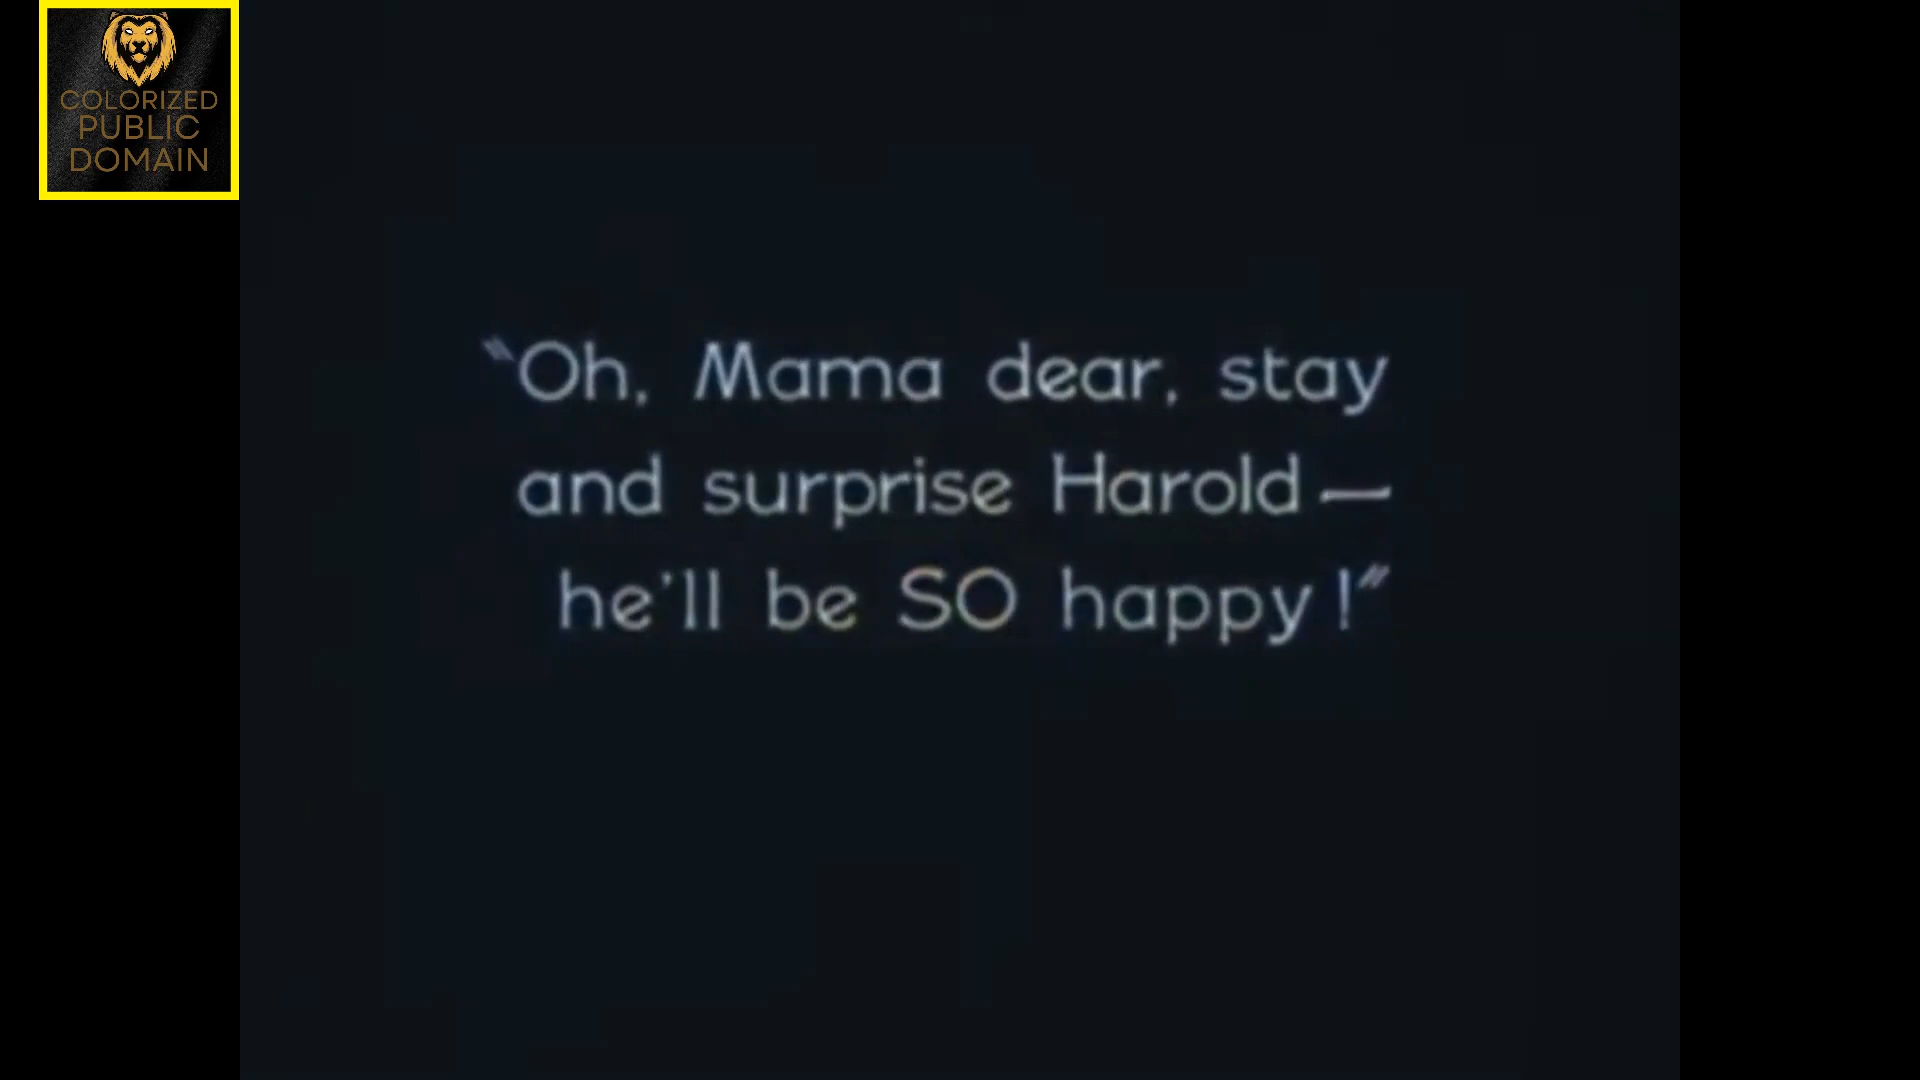 COLORIZED
PUBLIC
DOMAIN
"Oh, Mama dear, stay
and surprise Harold—
he'll be SO happy!"